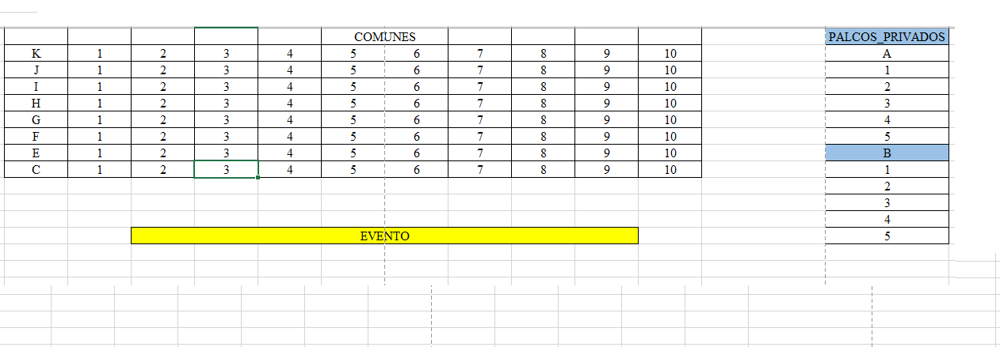 COMUNES PALCOS_PRIVADOS
K 1 2 3 4 5 6 7 8 9 10 A
J 1 2 3 4 5 6 7 8 9 10 1
I 1 2 3 4 5 6 7 8 9 10 2
H 1 2 3 4 5 6 7 8 9 10 3
G 1 2 3 4 5 6 7 8 9 10 4
F 1 2 3 4 5 6 7 8 9 10 5
E 1 2 3 4 5 6 7 8 9 10 B
C 1 2 3 4 5 6 7 8 9 10 1
2
3
4
EVENTO 5